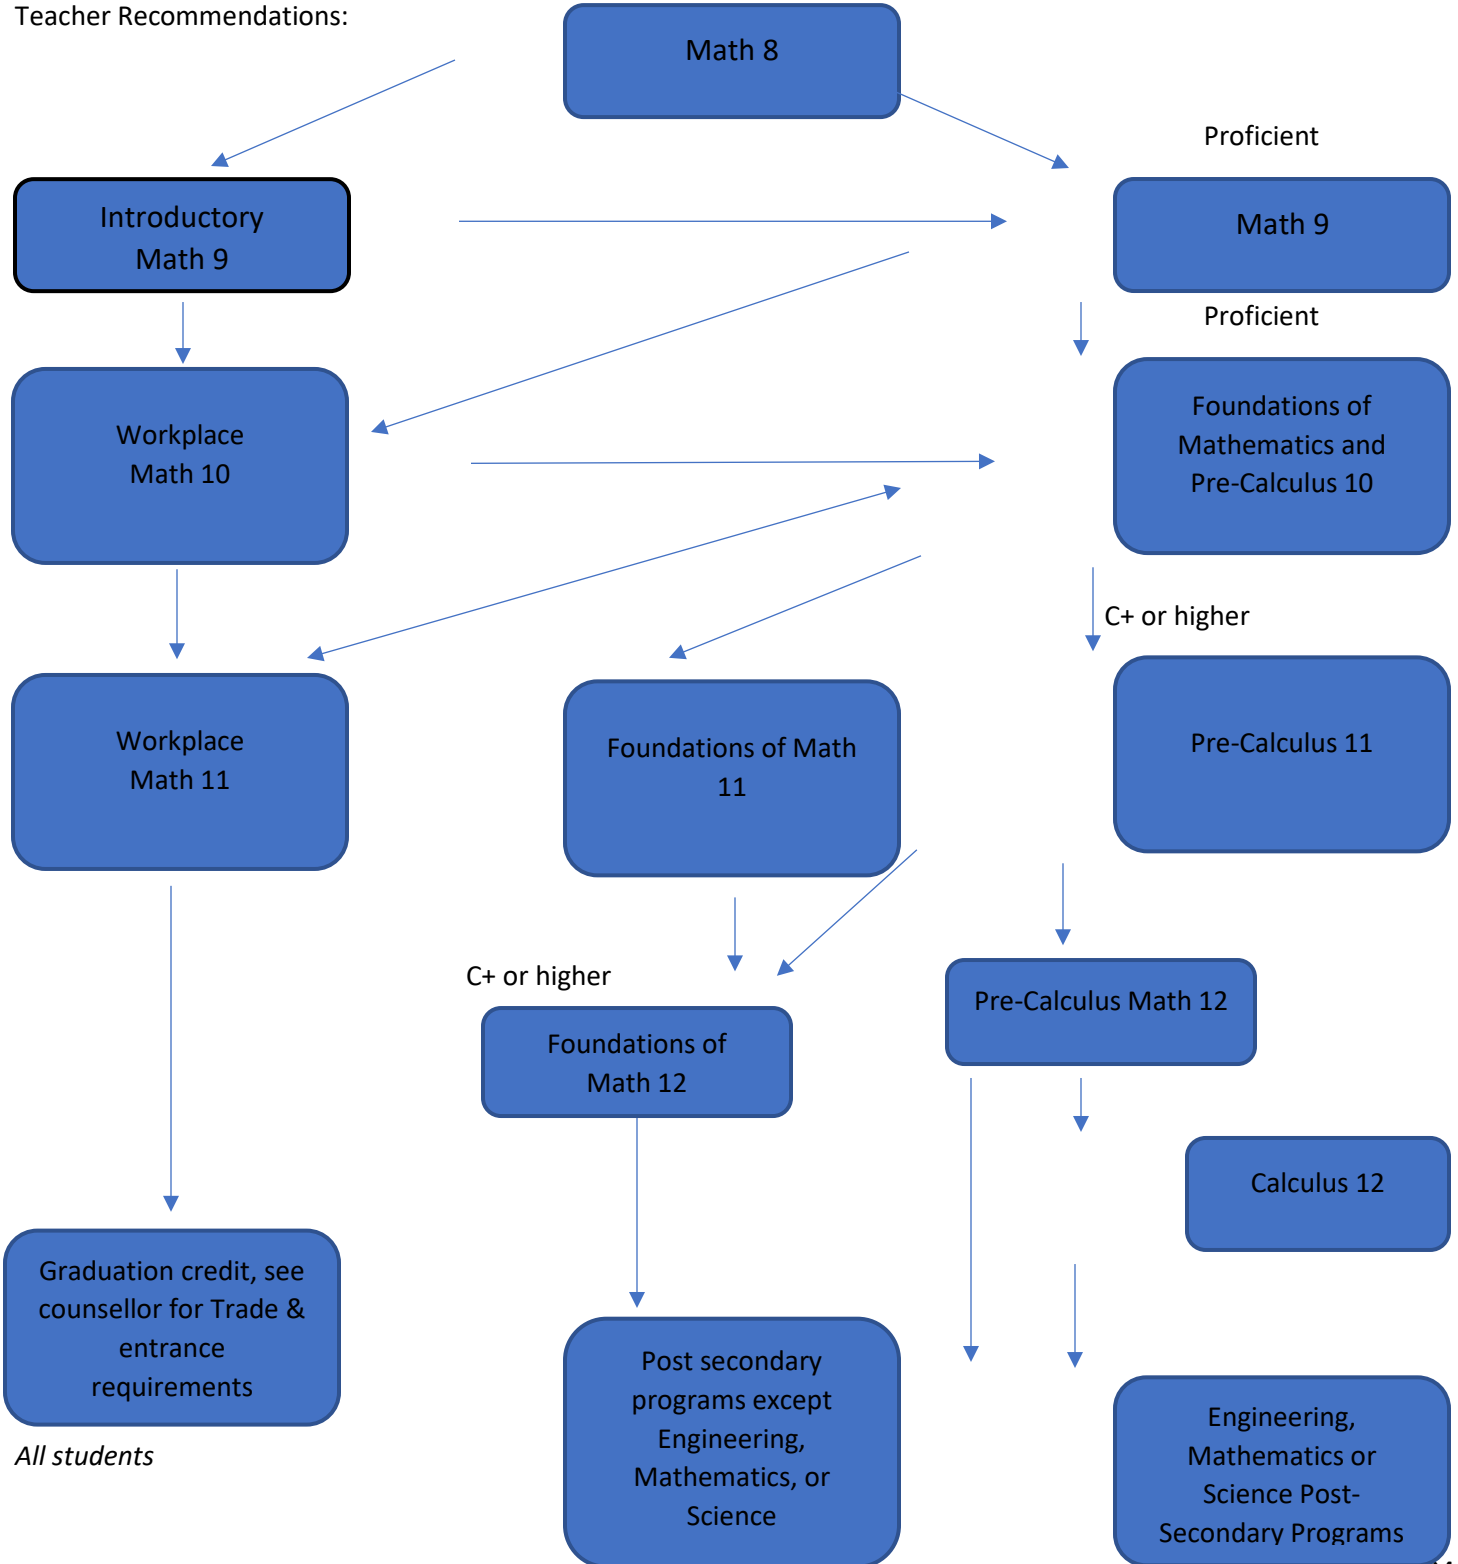 Teacher Recommendations:
Math 8
Proficient
Introductory
Math 9
Math 9
Proficient
Workplace
Math 10
Foundations of
Mathematics and
Pre-Calculus 10
C+ or higher
Workplace
Math 11
Foundations of Math
11
Pre-Calculus 11
C+ or higher
Foundations of
Math 12
Pre-Calculus Math 12
Calculus 12
Graduation credit, see
counsellor for Trade &
entrance
requirements
All students
Post secondary
programs except
Engineering,
Mathematics, or
Science
Engineering,
Mathematics or
Science Post-
Secondary Programs